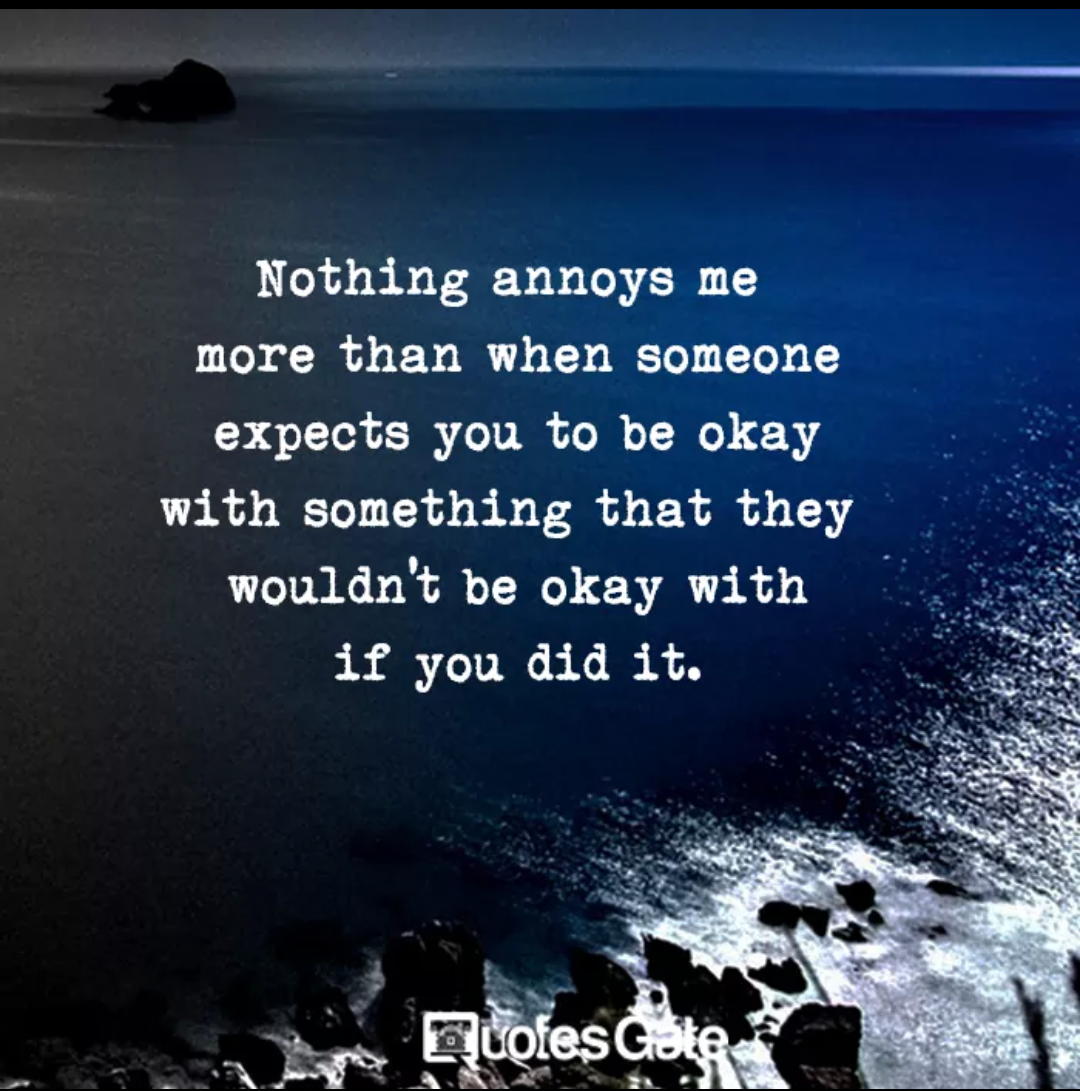 Nothing annoys me
more than when someone
expects you to be okay
with something that they
wouldn't be okay with
if you did it.
QuotesGate